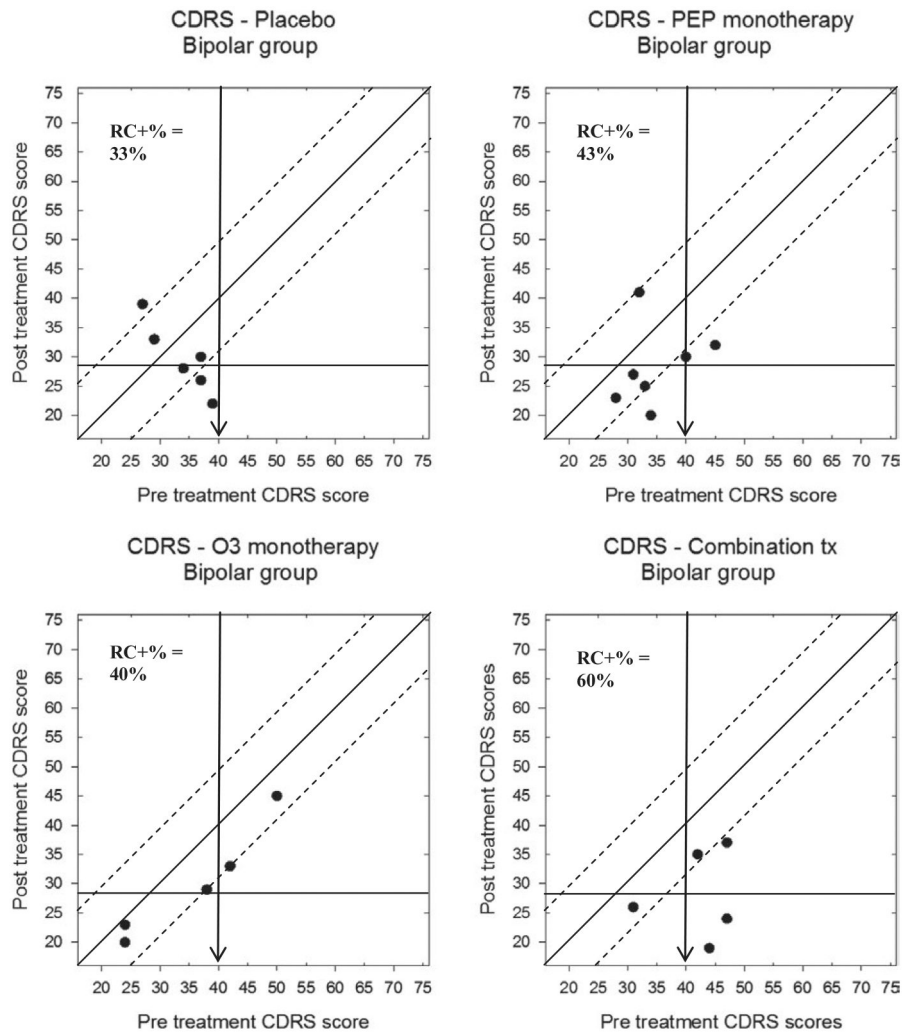 CDRS - Placebo
Bipolar group
75
70
65
60
55
50
45
40
35
30
25
20
RC+% =
33%
Post treatment CDRS score
20 25 30 35 40 45 50 55 60 65 70 75
Pre treatment CDRS score
CDRS - PEP monotherapy
Bipolar group
75
70
65
60
55
50
45
40
35
30
25
20
RC+% =
43%
Post treatment CDRS score
20 25 30 35 40 45 50 55 60 65 70 75
Pre treatment CDRS score
CDRS - O3 monotherapy
Bipolar group
75
70
65
60
55
50
45
40
35
30
25
20
RC+% =
40%
Post treatment CDRS score
20 25 30 35 40 45 50 55 60 65 70 75
Pre treatment CDRS score
CDRS - Combination tx
Bipolar group
75
70
65
60
55
50
45
40
35
30
25
20
RC+% =
60%
Post treatment CDRS scores
20 25 30 35 40 45 50 55 60 65 70 75
Pre treatment CDRS scores